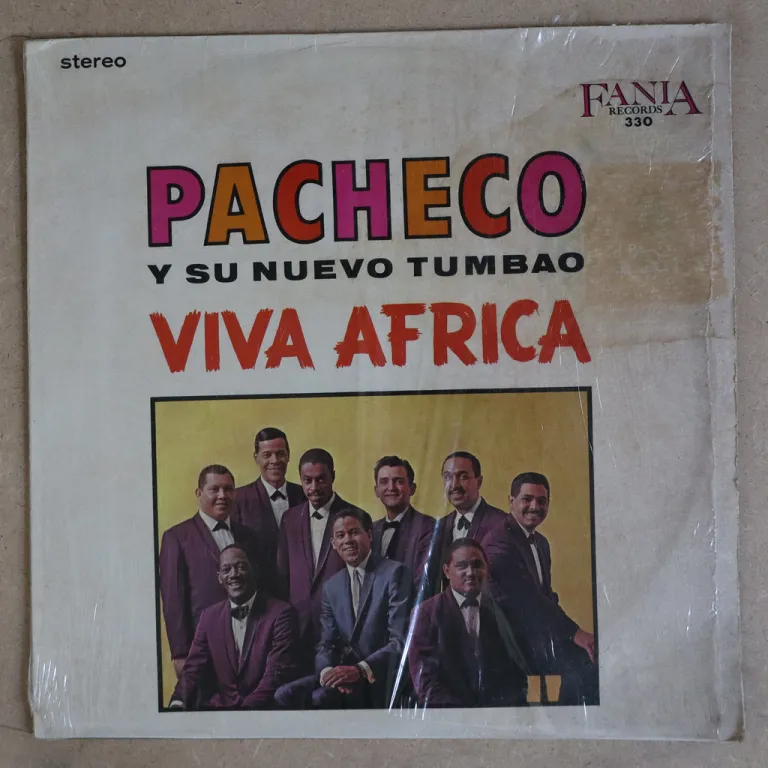 stereo
FANIA
RECORDS
330
PACHECO
Y SU NUEVO TUMBAO
VIVA AFRICA